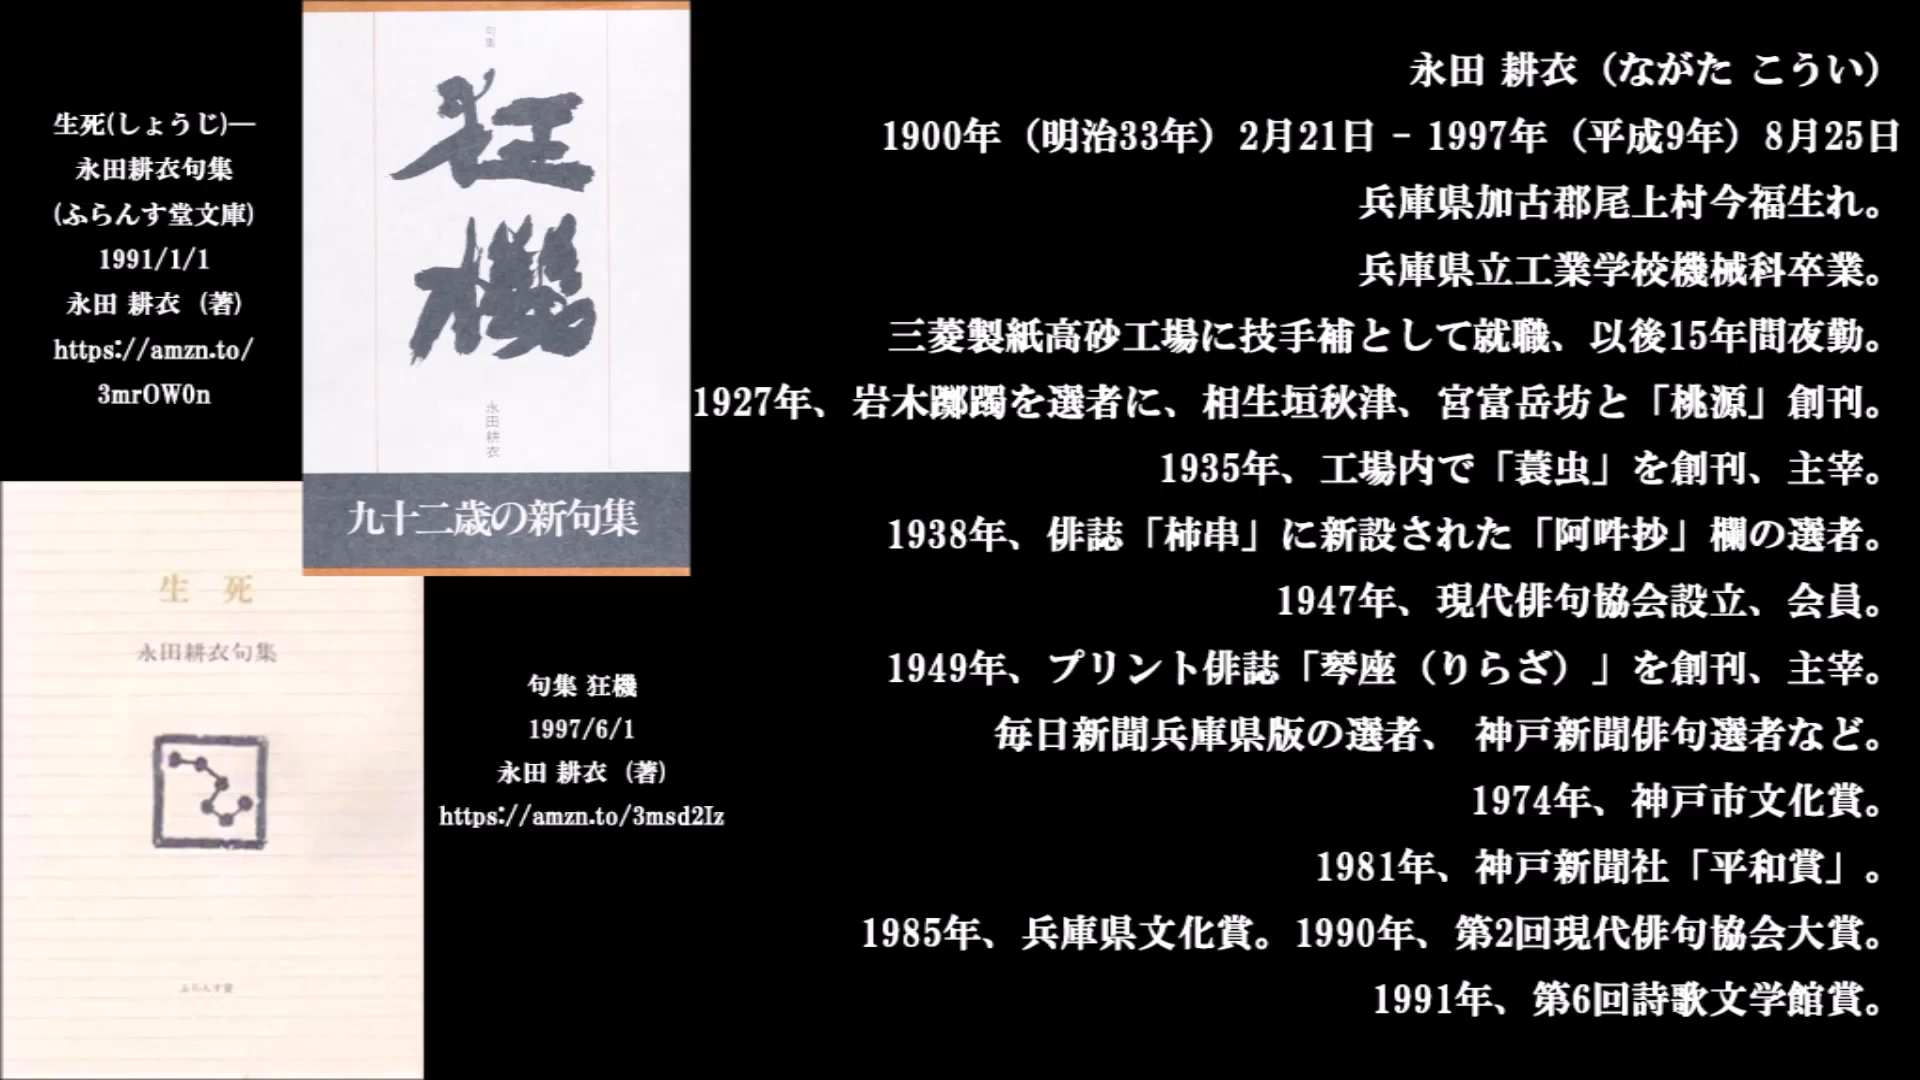 生死(しょうじ)―
永田耕衣句集
(ふらんす堂文庫)
1991/1/1
永田 耕衣 (著)
https://amzn.to/
3mrOW0n
句集
狂機
永田耕衣
九十二歳の新句集
生 死
永田耕衣句集
ふらんす堂
句集 狂機
1997/6/1
永田 耕衣 (著)
https://amzn.to/3msd2Iz
永田 耕衣（ながた こうい）
1900年（明治33年）2月21日 - 1997年（平成9年）8月25日
兵庫県加古郡尾上村今福生れ。
兵庫県立工業学校機械科卒業。
三菱製紙高砂工場に技手補として就職、以後15年間夜勤。
1927年、岩木躑躅を選者に、相生垣秋津、宮富岳坊と「桃源」創刊。
1935年、工場内で「蓑虫」を創刊、主宰。
1938年、俳誌「柿串」に新設された「阿吽抄」欄の選者。
1947年、現代俳句協会設立、会員。
1949年、プリント俳誌「琴座（りらざ）」を創刊、主宰。
毎日新聞兵庫県版の選者、 神戸新聞俳句選者など。
1974年、神戸市文化賞。
1981年、神戸新聞社「平和賞」。
1985年、兵庫県文化賞。1990年、第2回現代俳句協会大賞。
1991年、第6回詩歌文学館賞。